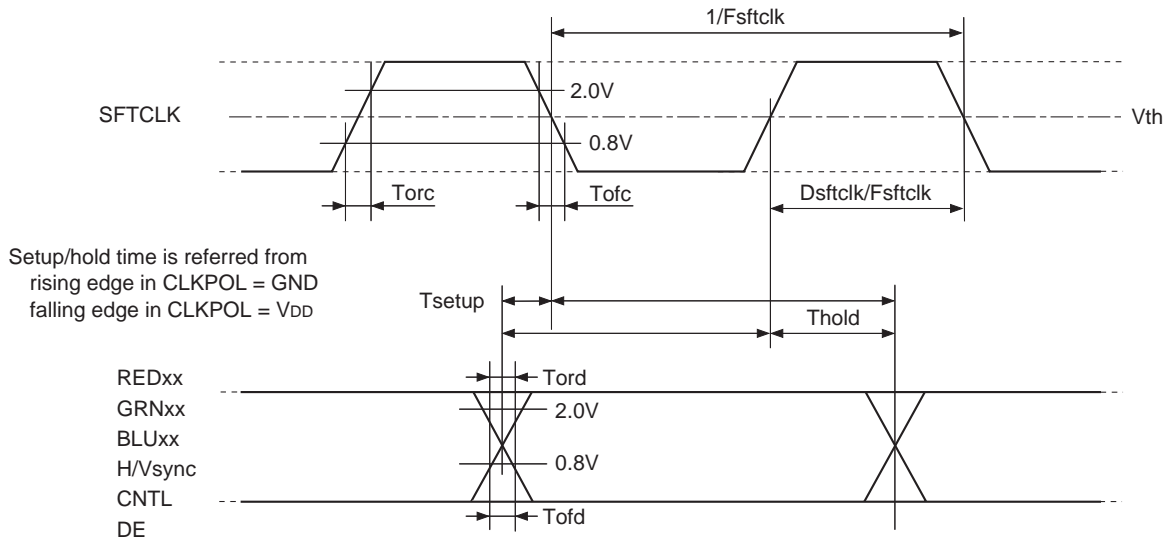 1/Fsftclk
2.0V
SFTCLK
Vth
0.8V
Torc
Tofc
Dsftclk/Fsftclk
Setup/hold time is referred from
rising edge in CLKPOL = GND
falling edge in CLKPOL = VDD
Tsetup
Thold
REDxx
Tord
GRNxx
2.0V
BLUxx
H/Vsync
0.8V
CNTL
Tofd
DE